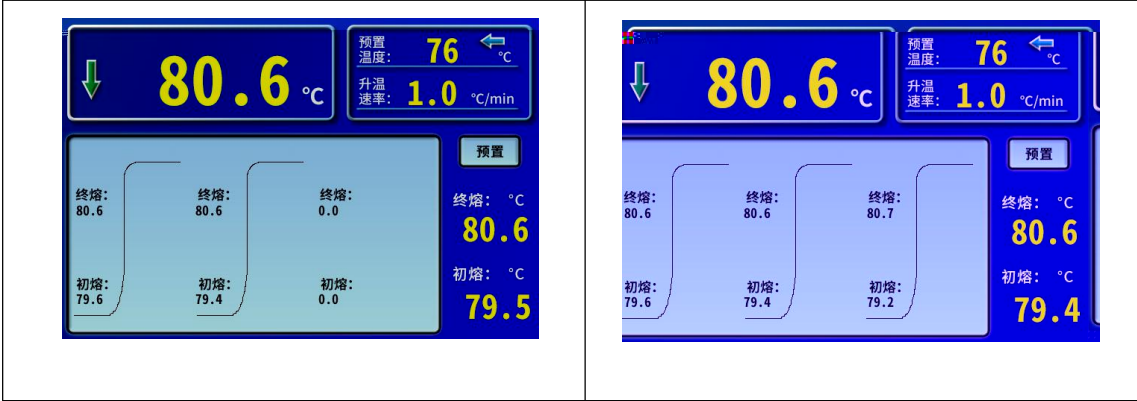 80.6 ℃
预置温度: 76 ℃
升温速率: 1.0 ℃/min
预置
终熔: 终熔: 终熔:
80.6 80.6 0.0
初熔: 初熔: 初熔:
79.6 79.4 0.0
终熔: ℃
80.6
初熔: ℃
79.5
80.6 ℃
预置温度: 76 ℃
升温速率: 1.0 ℃/min
预置
终熔: 终熔: 终熔:
80.6 80.6 80.7
初熔: 初熔: 初熔:
79.6 79.4 79.2
终熔: ℃
80.6
初熔: ℃
79.4